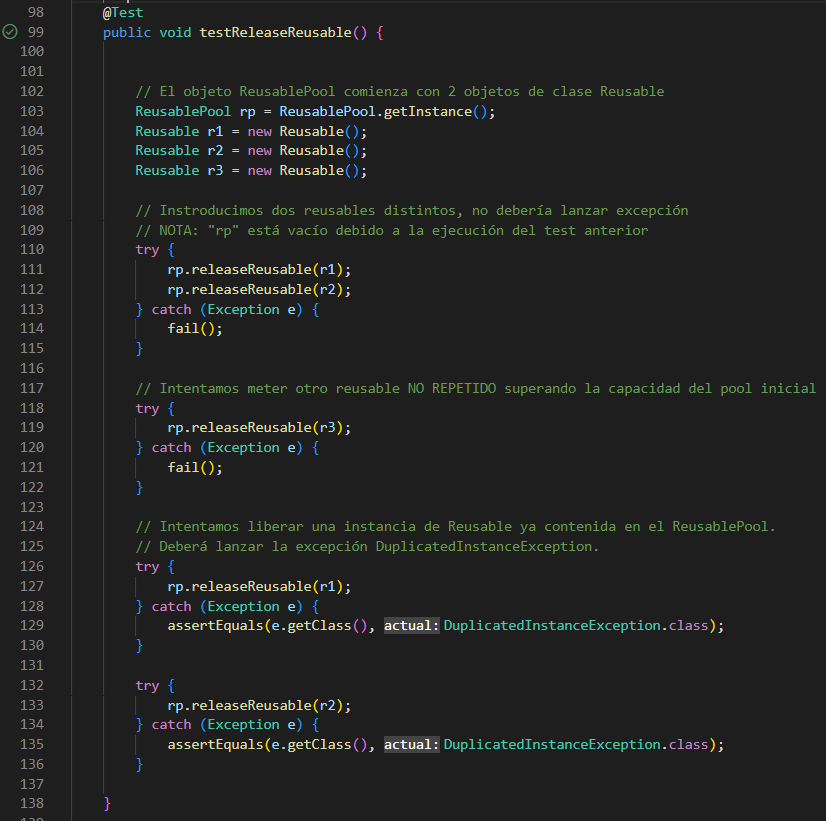 98 @Test
99 public void testReleaseReusable() {
100
101
102 // El objeto ReusablePool comienza con 2 objetos de clase Reusable
103 ReusablePool rp = ReusablePool.getInstance();
104 Reusable r1 = new Reusable();
105 Reusable r2 = new Reusable();
106 Reusable r3 = new Reusable();
107
108 // Instroducimos dos reusables distintos, no debería lanzar excepción
109 // NOTA: "rp" está vacío debido a la ejecución del test anterior
110 try {
111 rp.releaseReusable(r1);
112 rp.releaseReusable(r2);
113 } catch (Exception e) {
114 fail();
115 }
116
117 // Intentamos meter otro reusable NO REPETIDO superando la capacidad del pool inicial
118 try {
119 rp.releaseReusable(r3);
120 } catch (Exception e) {
121 fail();
122 }
123
124 // Intentamos liberar una instancia de Reusable ya contenida en el ReusablePool.
125 // Deberá lanzar la excepción DuplicatedInstanceException.
126 try {
127 rp.releaseReusable(r1);
128 } catch (Exception e) {
129 assertEquals(e.getClass(), actual: DuplicatedInstanceException.class);
130 }
131
132 try {
133 rp.releaseReusable(r2);
134 } catch (Exception e) {
135 assertEquals(e.getClass(), actual: DuplicatedInstanceException.class);
136 }
137
138 }